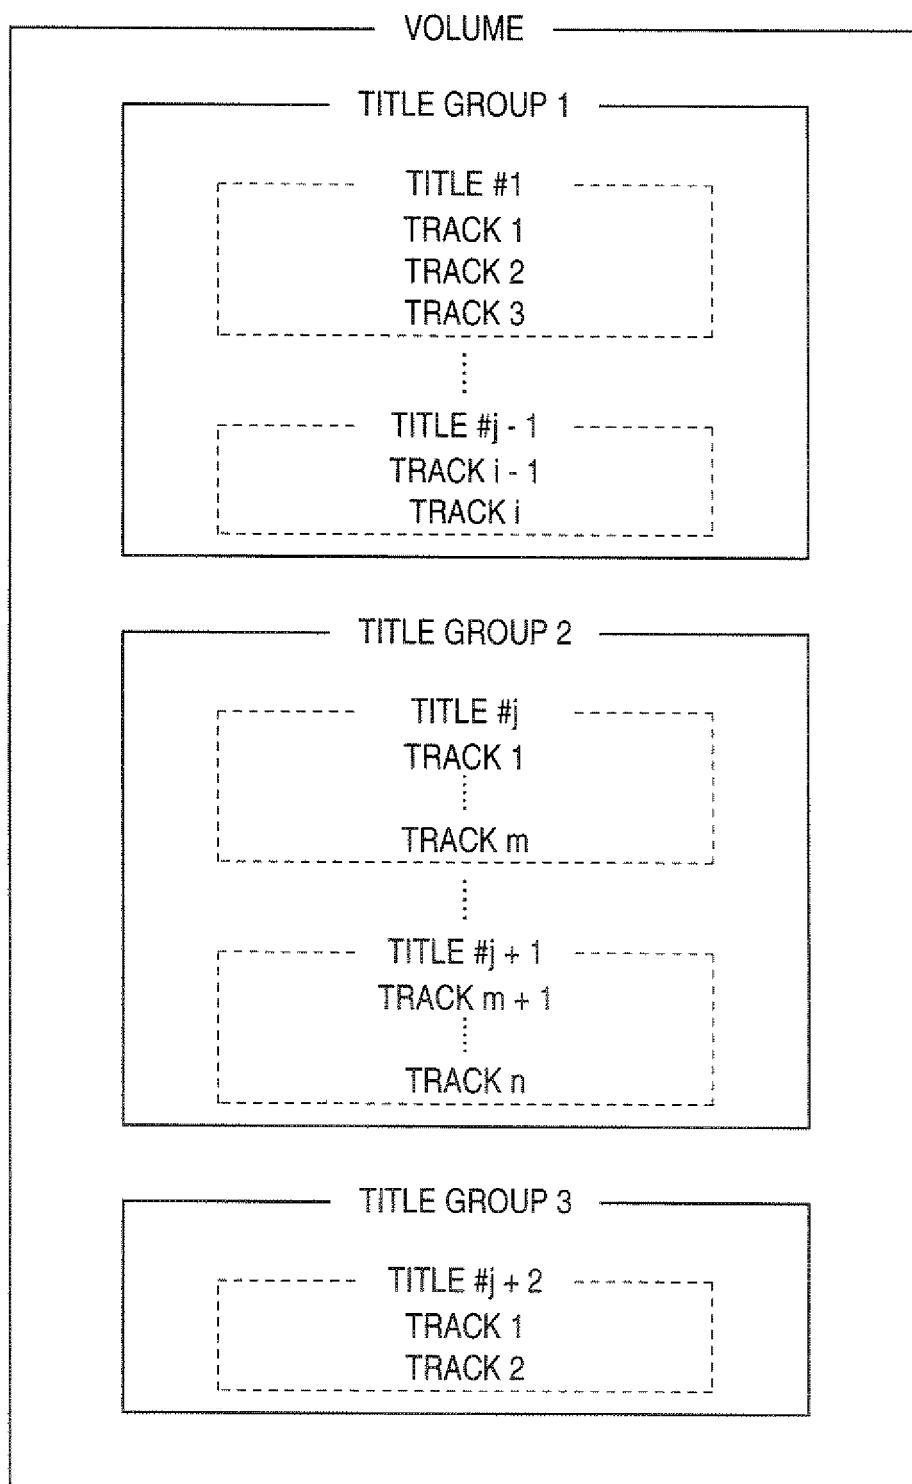 VOLUME
TITLE GROUP 1
TITLE #1
TRACK 1
TRACK 2
TRACK 3
TITLE #j - 1
TRACK i - 1
TRACK i
TITLE GROUP 2
TITLE #j
TRACK 1
TRACK m
TITLE #j + 1
TRACK m + 1
TRACK n
TITLE GROUP 3
TITLE #j + 2
TRACK 1
TRACK 2